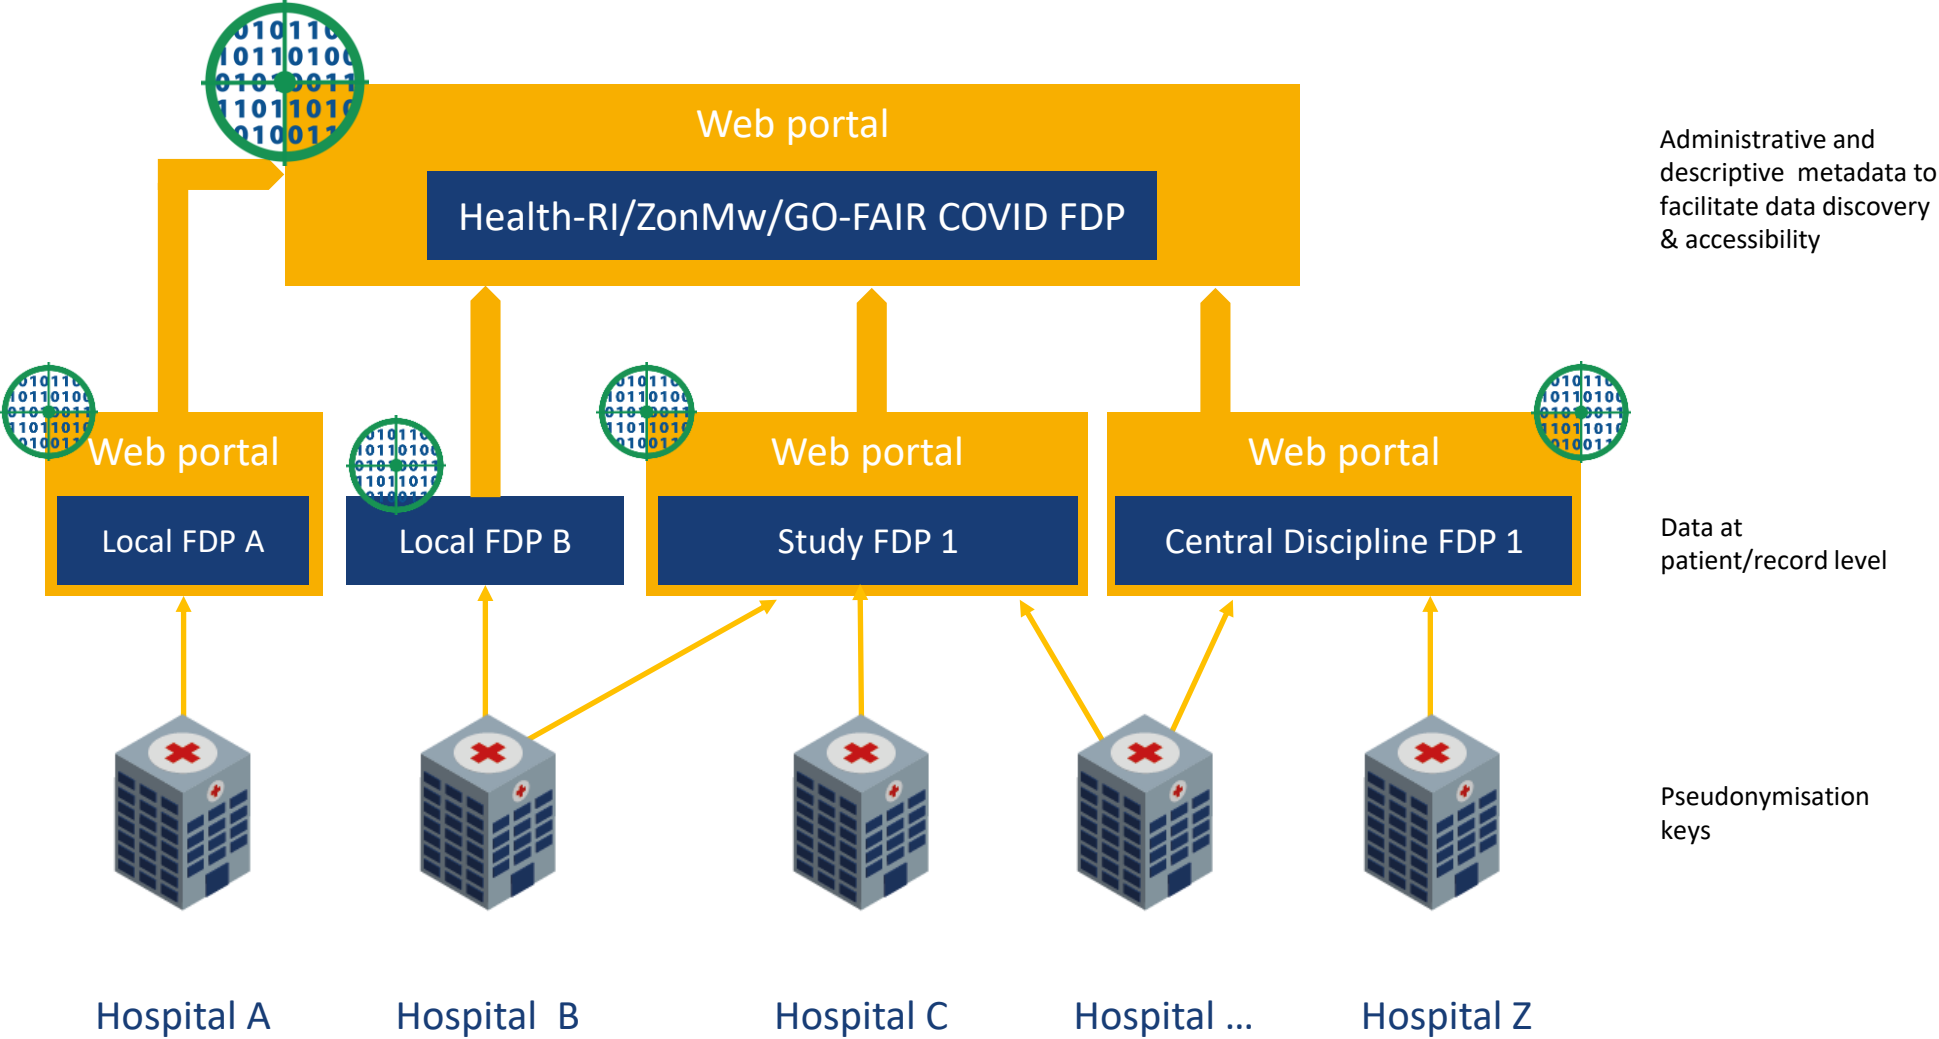 Web portal
Health-RI/ZonMw/GO-FAIR COVID FDP
Administrative and
descriptive metadata to
facilitate data discovery
& accessibility
Web portal
Local FDP A
Local FDP B
Web portal
Study FDP 1
Web portal
Central Discipline FDP 1
Data at
patient/record level
Pseudonymisation
keys
Hospital A
Hospital B
Hospital C
Hospital ...
Hospital Z